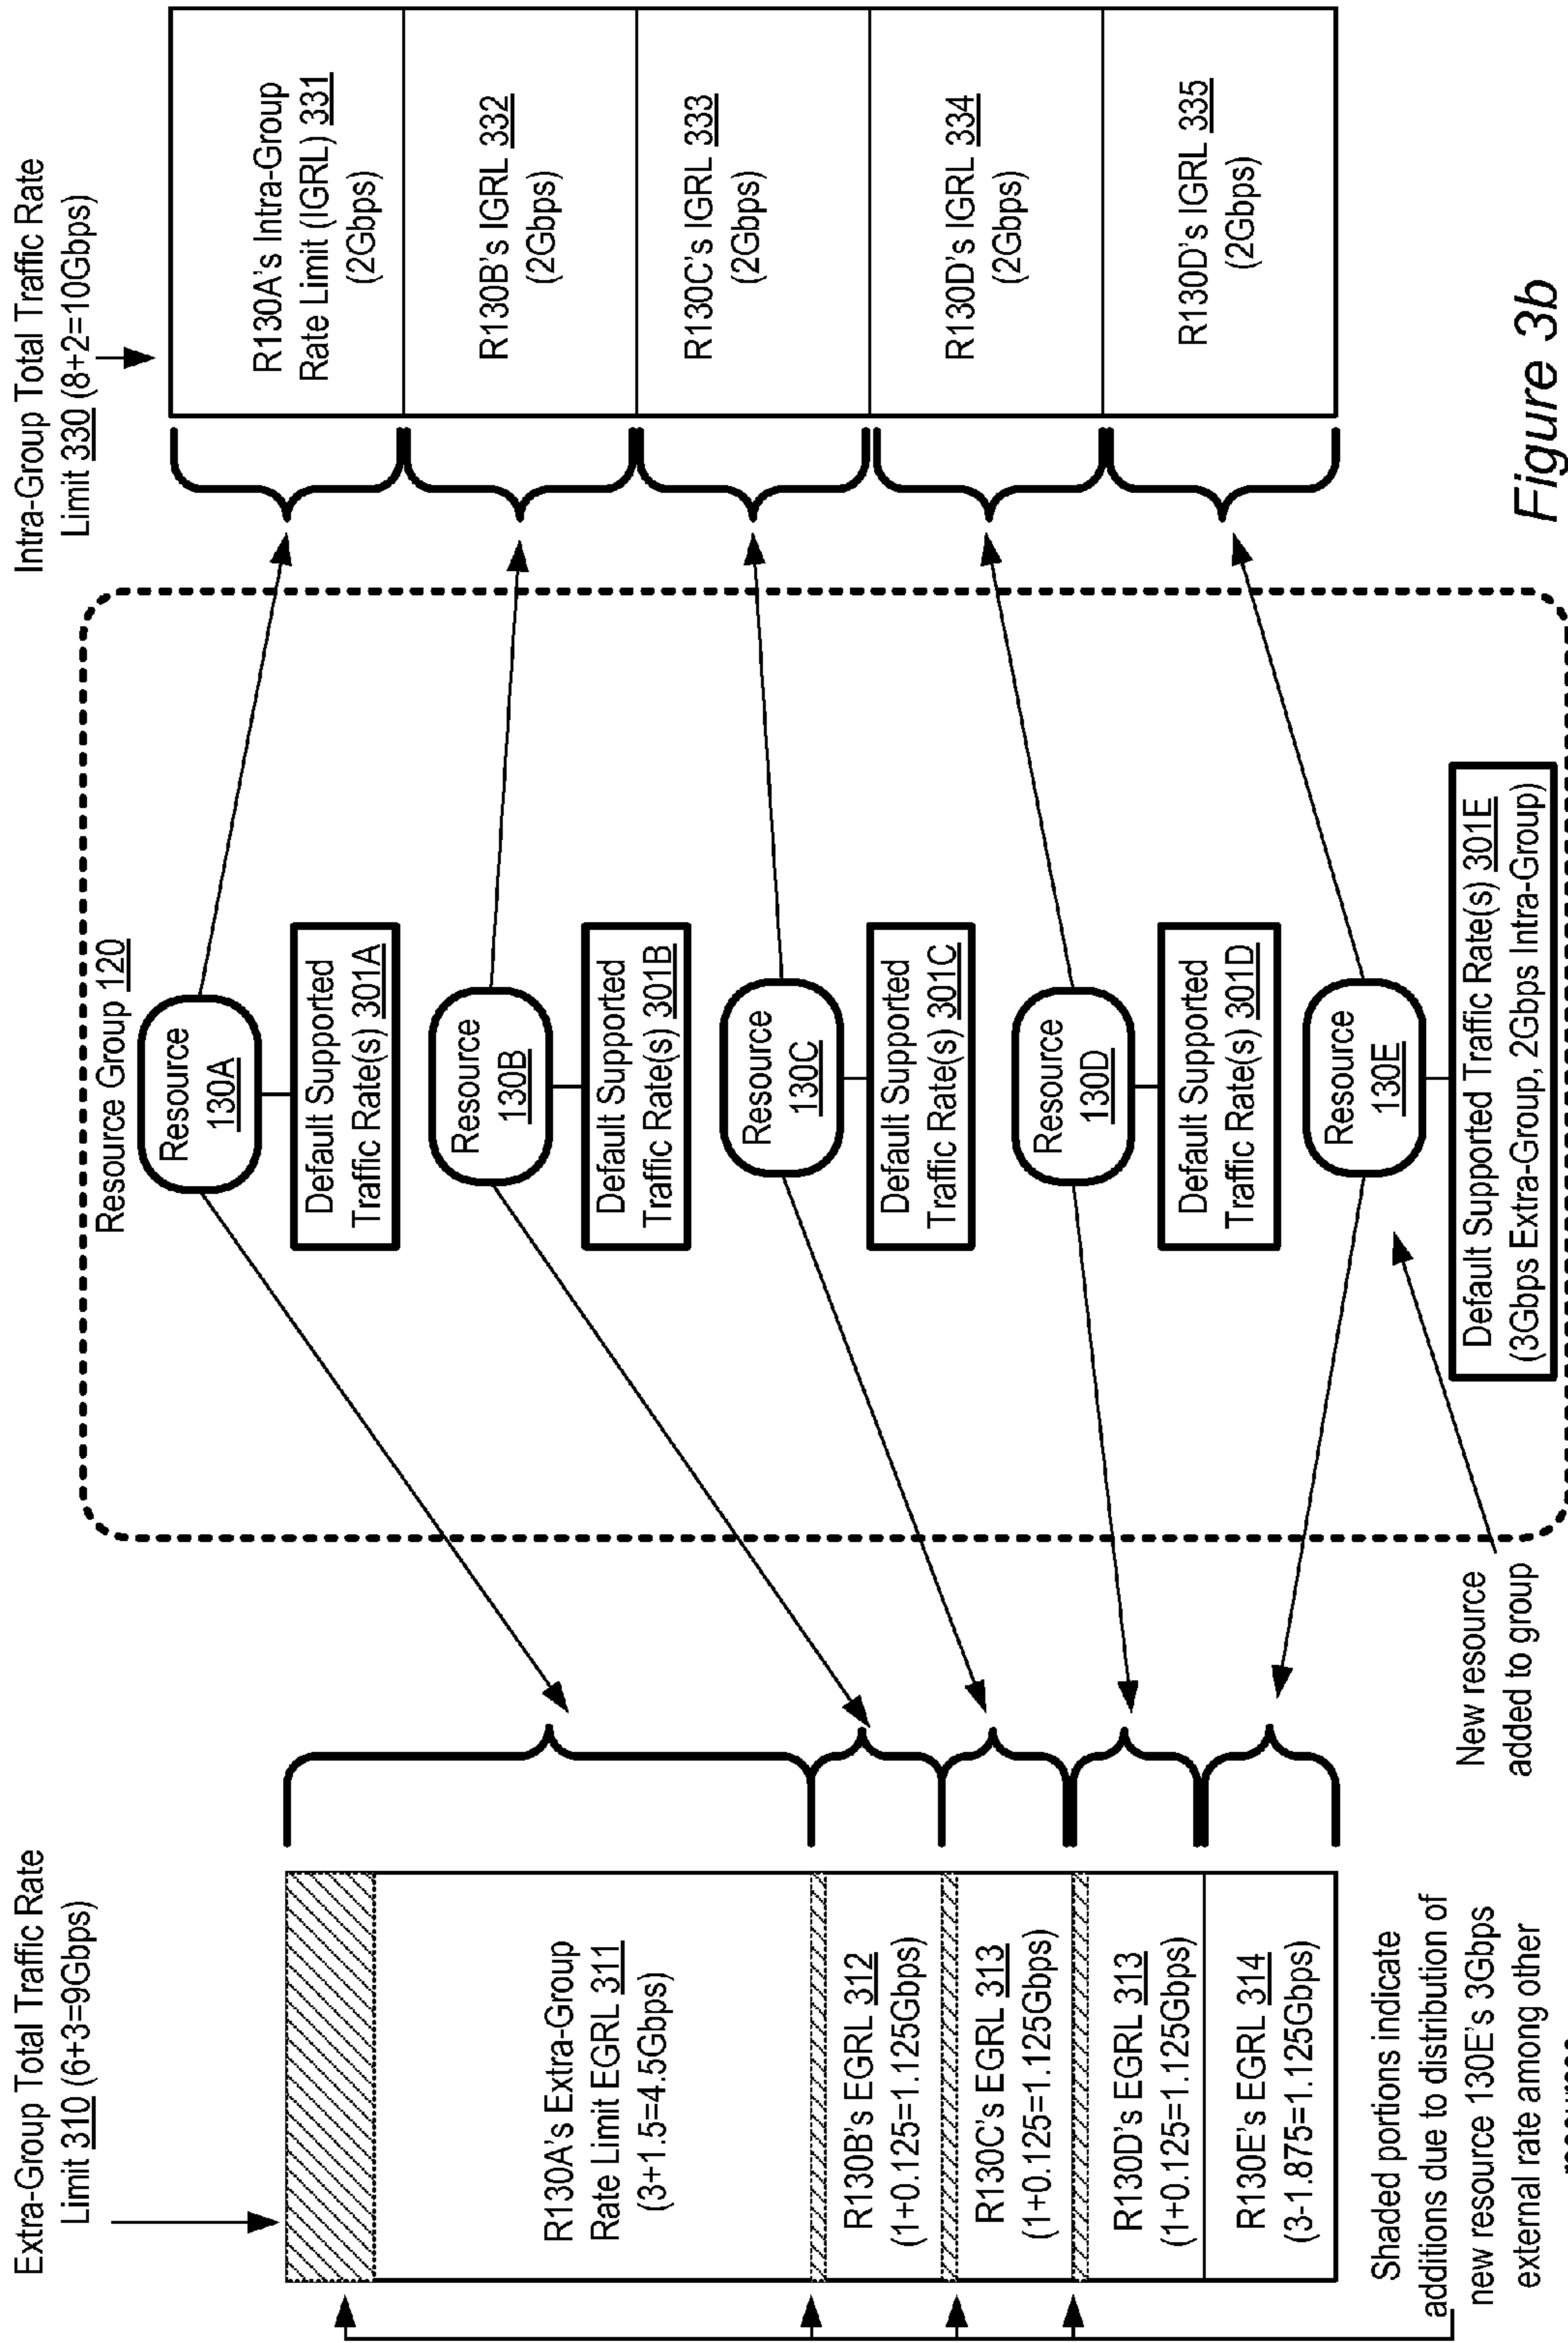 Extra-Group Total Traffic Rate
Limit 310 (6+3=9Gbps)
R130A's Extra-Group
Rate Limit EGRL 311
(3+1.5=4.5Gbps)
R130B's EGRL 312
(1+0.125=1.125Gbps)
R130C's EGRL 313
(1+0.125=1.125Gbps)
R130D's EGRL 313
(1+0.125=1.125Gbps)
R130E's EGRL 314
(3-1.875=1.125Gbps)
Shaded portions indicate
additions due to distribution of
new resource 130E's 3Gbps
external rate among other
New resource
added to group
Resource Group 120
Resource
130A
Default Supported
Traffic Rate(s) 301A
Resource
130B
Default Supported
Traffic Rate(s) 301B
Resource
130C
Default Supported
Traffic Rate(s) 301C
Resource
130D
Default Supported
Traffic Rate(s) 301D
Resource
130E
Default Supported Traffic Rate(s) 301E
(3Gbps Extra-Group, 2Gbps Intra-Group)
Intra-Group Total Traffic Rate
Limit 330 (8+2=10Gbps)
R130A's Intra-Group
Rate Limit (IGRL) 331
(2Gbps)
R130B's IGRL 332
(2Gbps)
R130C's IGRL 333
(2Gbps)
R130D's IGRL 334
(2Gbps)
R130D's IGRL 335
(2Gbps)
Figure 3b